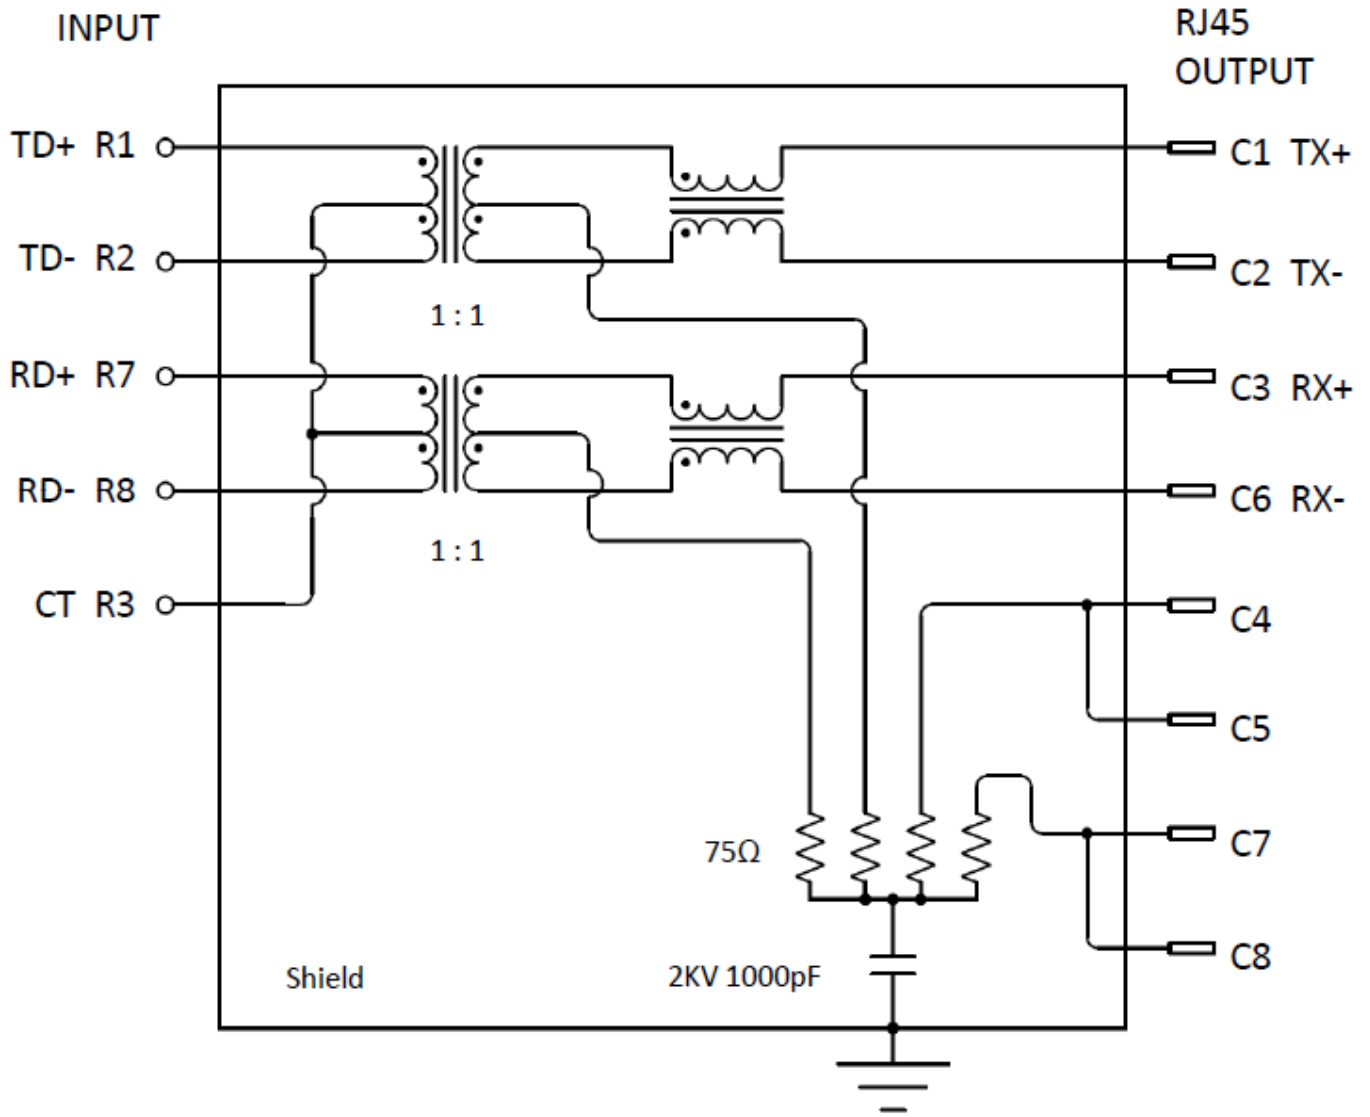 INPUT
RJ45
OUTPUT
TD+ R1
C1 TX+
TD- R2
C2 TX-
1 : 1
RD+ R7
C3 RX+
RD- R8
C6 RX-
1 : 1
CT R3
C4
C5
75Ω
C7
Shield
2KV 1000pF
C8